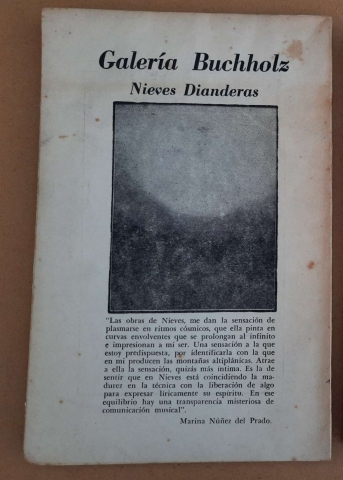 Galería Buchholz
Nieves Dianderas
"Las obras de Nieves, me dan la sensación de
plasmarse en ritmos cósmicos, que ella pinta en
curvas envolventes que se prolongan al infinito
e impresionan a mi ser. Una sensación a la que
estoy predispuesta, por identificarla con la que
en mi producen las montañas altiplánicas. Atrae
a ella la sensación, quizás más íntima. Es la de
sentir que en Nieves está coincidiendo la ma-
durez en la técnica con la liberación de algo
para expresar líricamente su espíritu. En ese
equilibrio hay una transparencia misteriosa de
comunicación musical".
Marina Núñez del Prado.